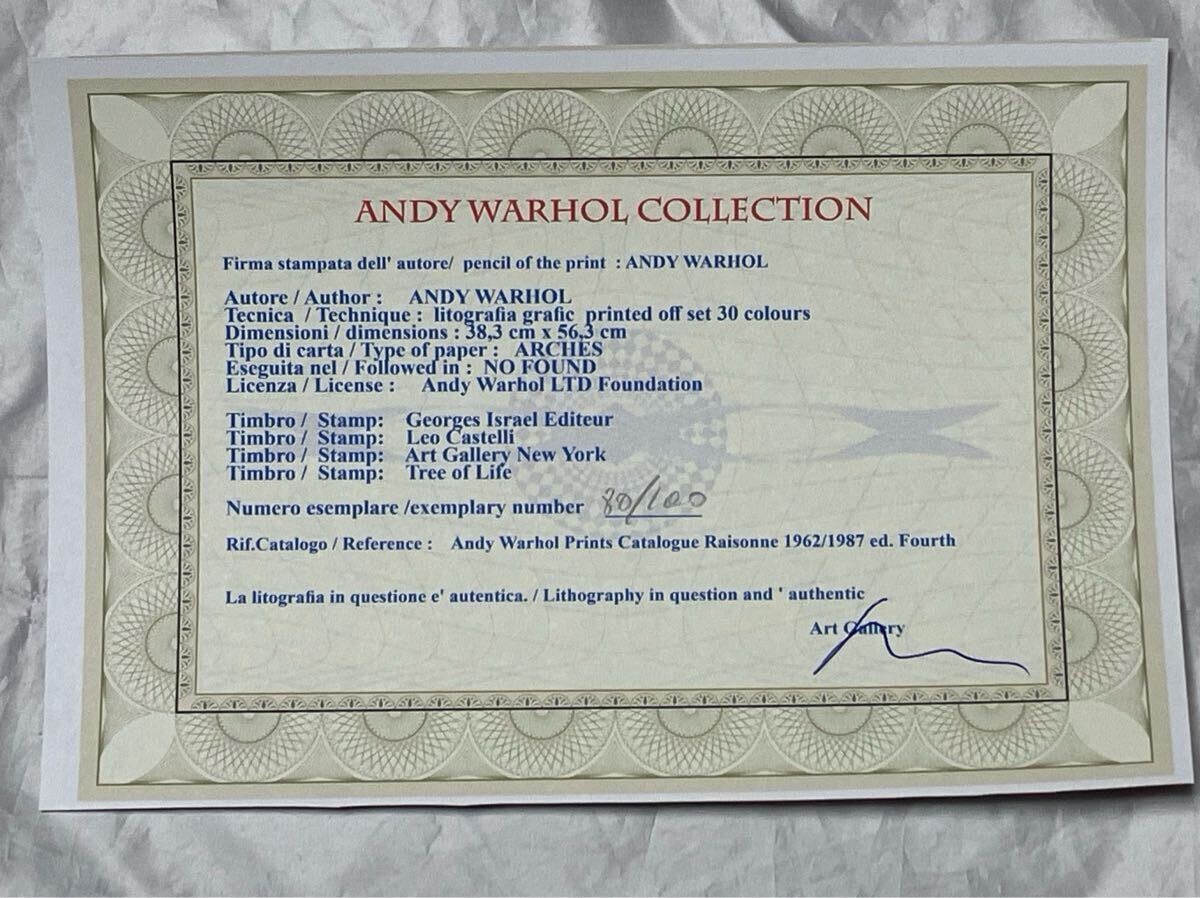 ANDY WARHOL COLLECTION
Firma stampata dell' autore/ pencil of the print : ANDY WARHOL
Autore / Author : ANDY WARHOL
Tecnica / Technique : litografia grafic printed off set 30 colours
Dimensioni / dimensions : 38,3 cm x 56,3 cm
Tipo di carta / Type of paper : ARCHES
Eseguita nel / Followed in : NO FOUND
Licenza / License : Andy Warhol LTD Foundation
Timbro / Stamp: Georges Israel Editeur
Timbro / Stamp: Leo Castelli
Timbro / Stamp: Art Gallery New York
Timbro / Stamp: Tree of Life
Numero esemplare /exemplary number 80/100
Rif.Catalogo / Reference : Andy Warhol Prints Catalogue Raisonne 1962/1987 ed. Fourth
La litografia in questione e' autentica. / Lithography in question and ' authentic
Art Gallery